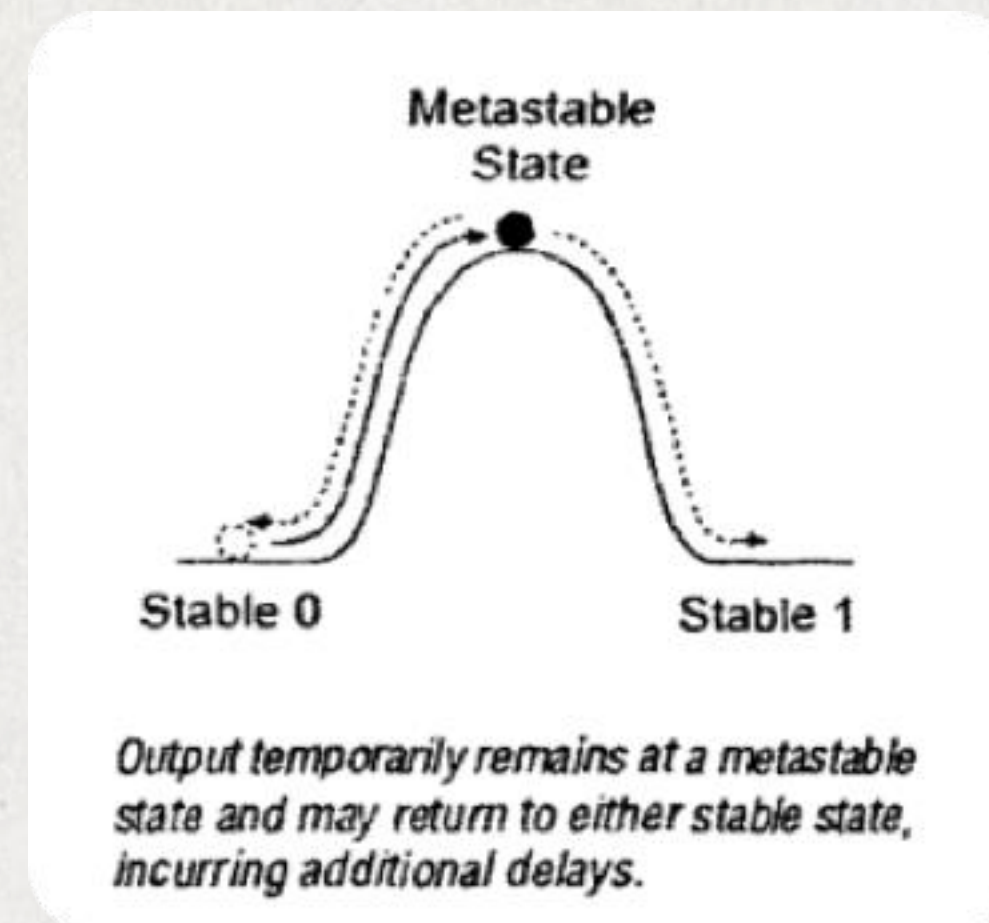 Metastable
State
Stable 0
Stable 1
Output temporarily remains at a metastable
state and may return to either stable state,
incurring additional delays.